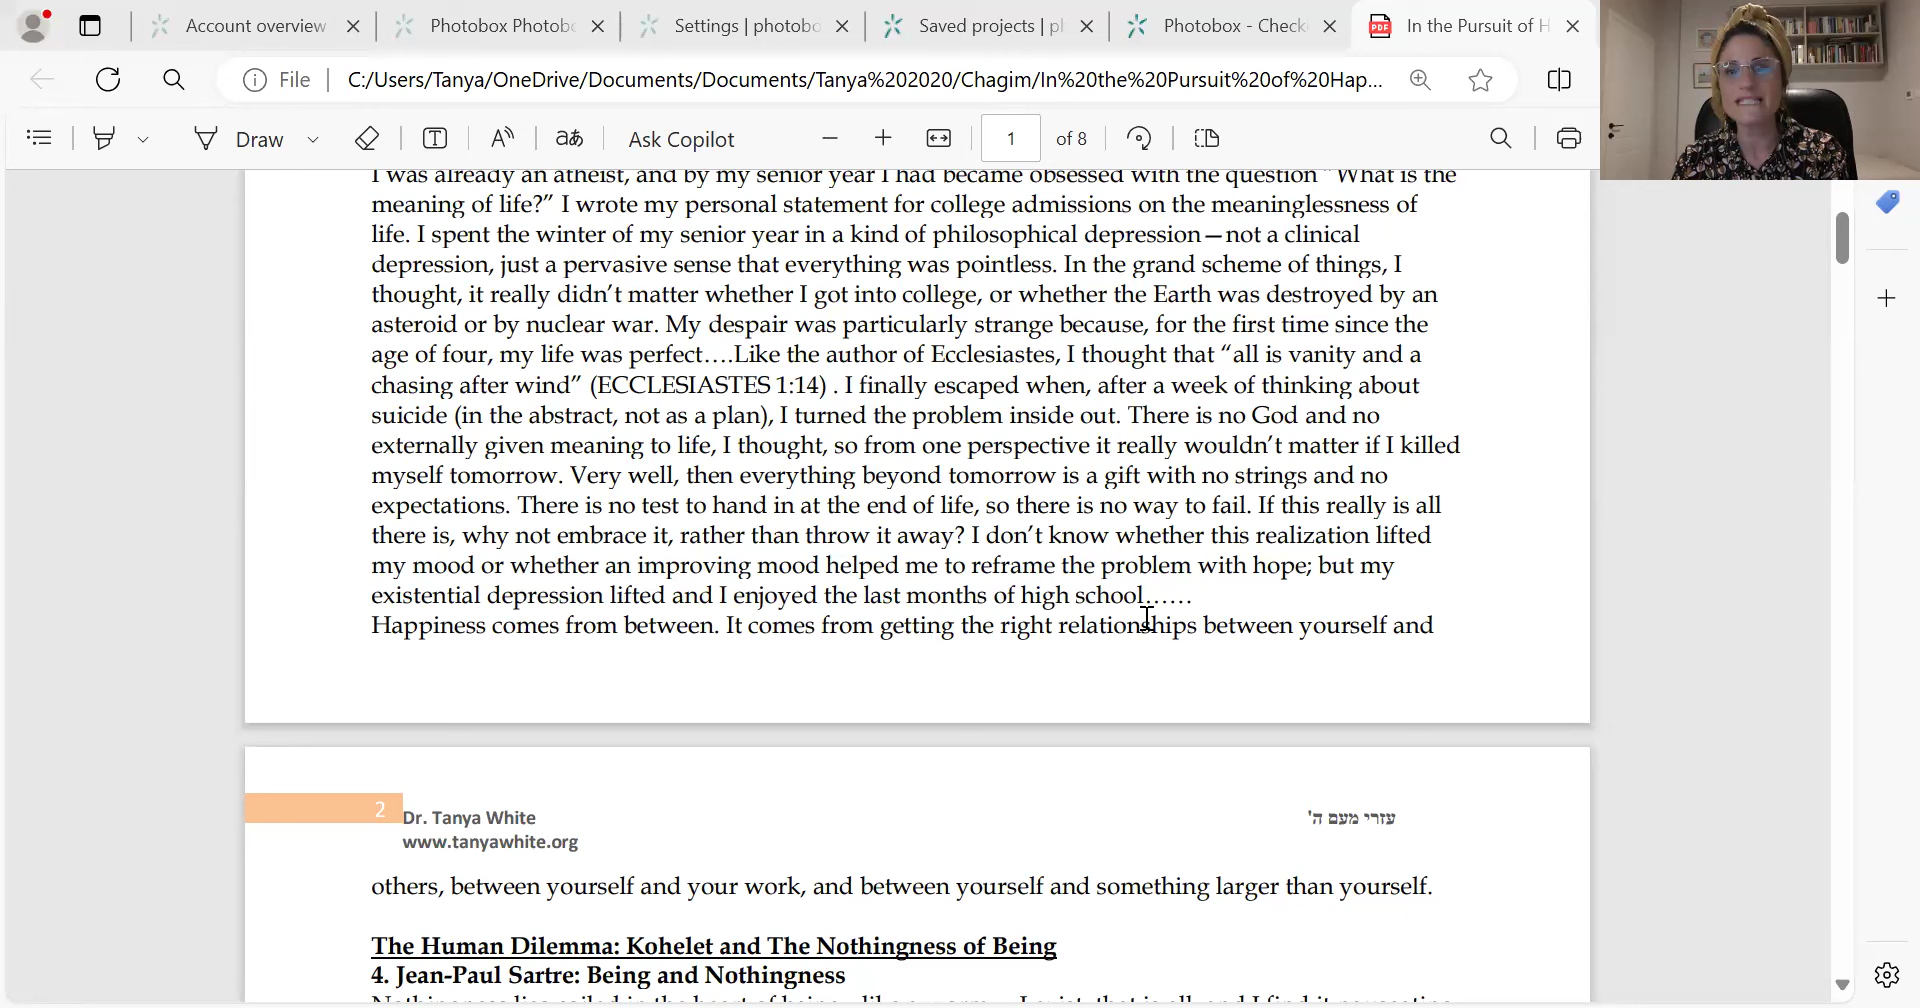 Account overview
Photobox Photobo
Settings | photobo
Saved projects | p
Photobox - Check
PDF
In the Pursuit of H
File
C:/Users/Tanya/OneDrive/Documents/Documents/Tanya%202020/Chagim/In%20the%20Pursuit%20of%20Hap...
Draw
Ask Copilot
1 of 8
I was already an atheist, and by my senior year I had became obsessed with the question “What is the
meaning of life?” I wrote my personal statement for college admissions on the meaninglessness of
life. I spent the winter of my senior year in a kind of philosophical depression—not a clinical
depression, just a pervasive sense that everything was pointless. In the grand scheme of things, I
thought, it really didn’t matter whether I got into college, or whether the Earth was destroyed by an
asteroid or by nuclear war. My despair was particularly strange because, for the first time since the
age of four, my life was perfect….Like the author of Ecclesiastes, I thought that “all is vanity and a
chasing after wind” (ECCLESIASTES 1:14) . I finally escaped when, after a week of thinking about
suicide (in the abstract, not as a plan), I turned the problem inside out. There is no God and no
externally given meaning to life, I thought, so from one perspective it really wouldn’t matter if I killed
myself tomorrow. Very well, then everything beyond tomorrow is a gift with no strings and no
expectations. There is no test to hand in at the end of life, so there is no way to fail. If this really is all
there is, why not embrace it, rather than throw it away? I don’t know whether this realization lifted
my mood or whether an improving mood helped me to reframe the problem with hope; but my
existential depression lifted and I enjoyed the last months of high school……
Happiness comes from between. It comes from getting the right relationships between yourself and
2
Dr. Tanya White
עזרי מעם ה'
www.tanyawhite.org
others, between yourself and your work, and between yourself and something larger than yourself.
The Human Dilemma: Kohelet and The Nothingness of Being
4. Jean-Paul Sartre: Being and Nothingness